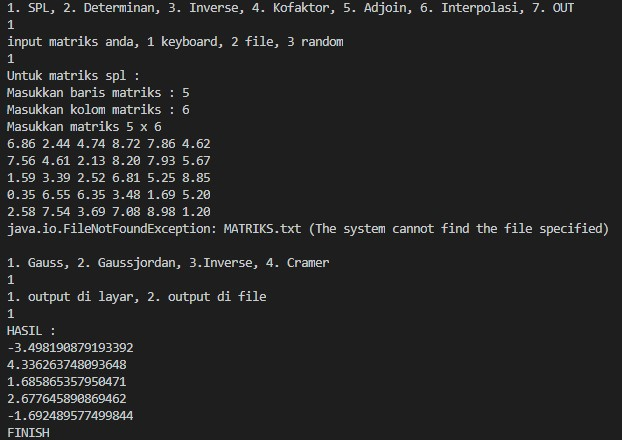 1. SPL, 2. Determinan, 3. Inverse, 4. Kofaktor, 5. Adjoin, 6. Interpolasi, 7. OUT
1
input matriks anda, 1 keyboard, 2 file, 3 random
1
Untuk matriks spl :
Masukkan baris matriks : 5
Masukkan kolom matriks : 6
Masukkan matriks 5 x 6
6.86 2.44 4.74 8.72 7.86 4.62
7.56 4.61 2.13 8.20 7.93 5.67
1.59 3.39 2.52 6.81 5.25 8.85
0.35 6.55 6.35 3.48 1.69 5.20
2.58 7.54 3.69 7.08 8.98 1.20
java.io.FileNotFoundException: MATRIKS.txt (The system cannot find the file specified)
1. Gauss, 2. Gaussjordan, 3.Inverse, 4. Cramer
1
1. output di layar, 2. output di file
1
HASIL :
-3.498190879193392
4.336263748093648
1.685865357950471
2.677645890869462
-1.692489577499844
FINISH